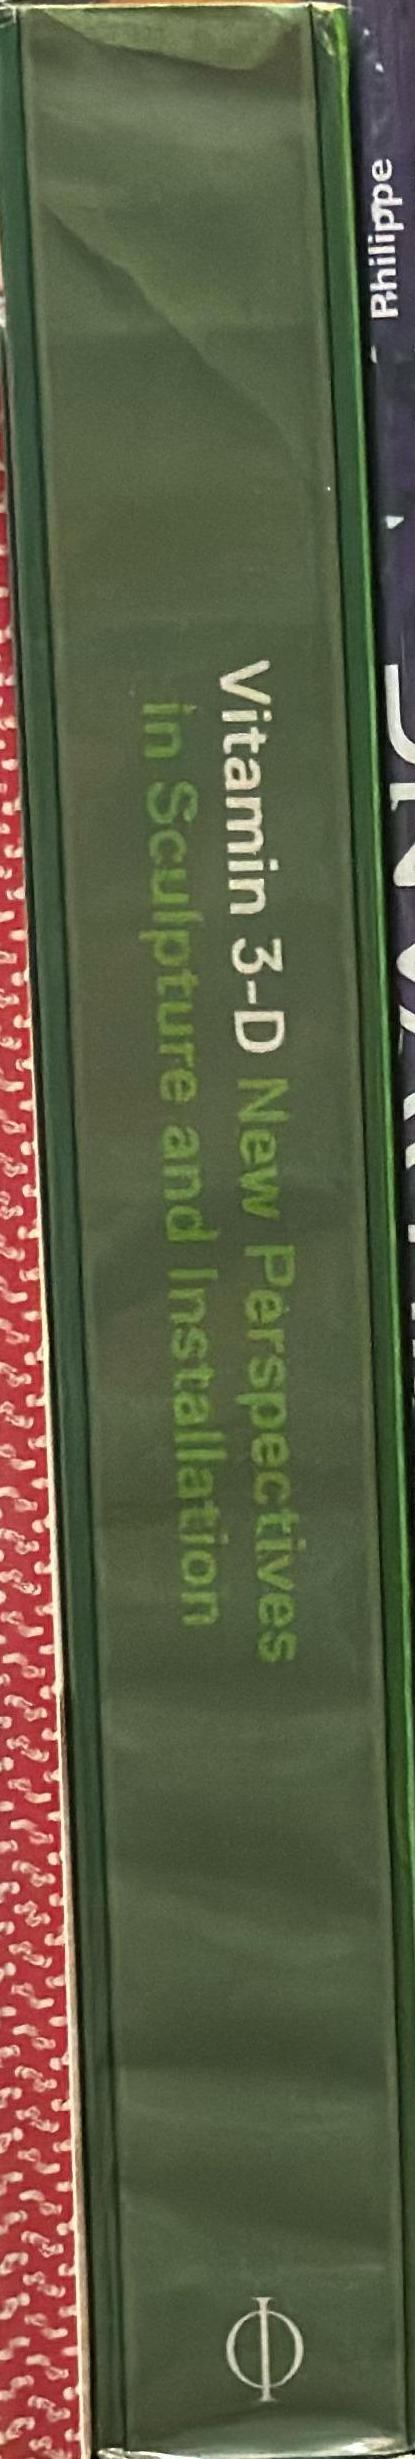 Vitamin 3-D New Perspectives
in Sculpture and Installation
Philippe